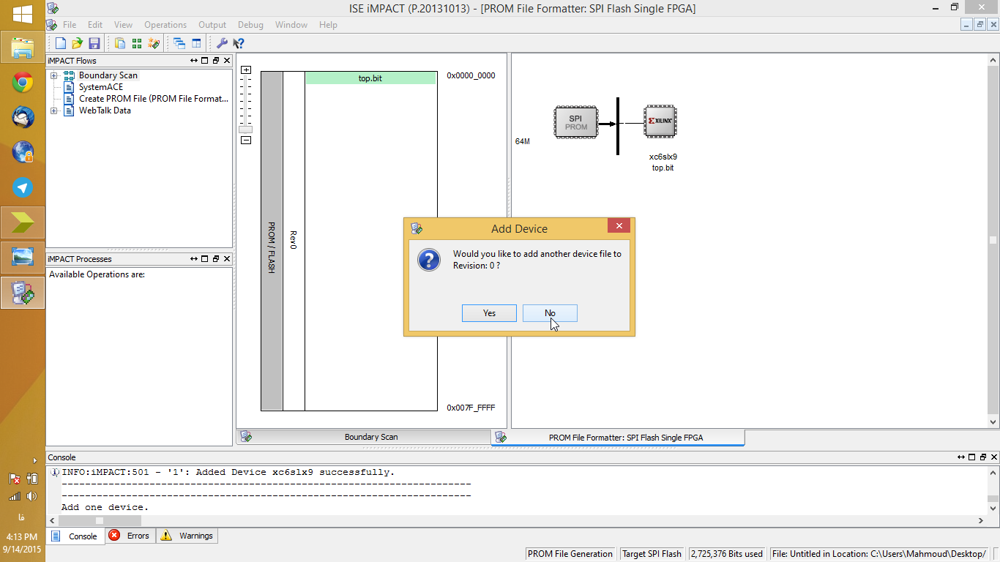 ISE iMPACT (P.20131013) - [PROM File Formatter: SPI Flash Single FPGA]
File Edit View Operations Output Debug Window Help
iMPACT Flows
Boundary Scan
SystemACE
Create PROM File (PROM File Format...
WebTalk Data
iMPACT Processes
Available Operations are:
top.bit
0x0000_0000
PROM / FLASH
Rev0
0x007F_FFFF
64M
SPI
PROM
XILINX
xc6slx9
top.bit
Add Device
Would you like to add another device file to
Revision: 0 ?
Yes No
Boundary Scan
PROM File Formatter: SPI Flash Single FPGA
Console
INFO:iMPACT:501 - '1': Added Device xc6slx9 successfully.
----------------------------------------------------------------------
----------------------------------------------------------------------
Add one device.
Console Errors Warnings
PROM File Generation Target SPI Flash 2,725,376 Bits used File: Untitled in Location: C:\Users\Mahmoud\Desktop/
فا
4:13 PM
9/14/2015